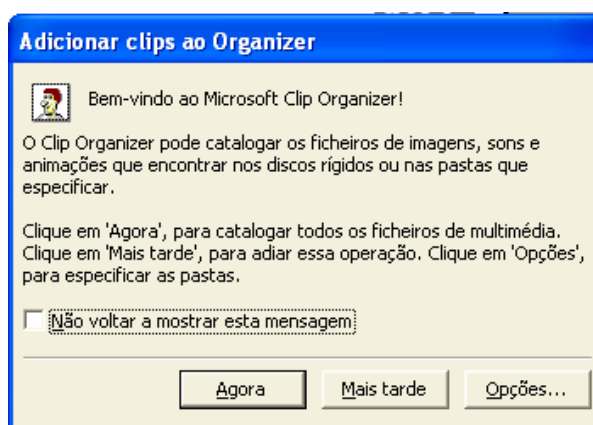 Adicionar clips ao Organizer
Bem-vindo ao Microsoft Clip Organizer!
O Clip Organizer pode catalogar os ficheiros de imagens, sons e
animações que encontrar nos discos rígidos ou nas pastas que
especificar.
Clique em 'Agora', para catalogar todos os ficheiros de multimédia.
Clique em 'Mais tarde', para adiar essa operação. Clique em 'Opções',
para especificar as pastas.
Não voltar a mostrar esta mensagem
Agora Mais tarde Opções...